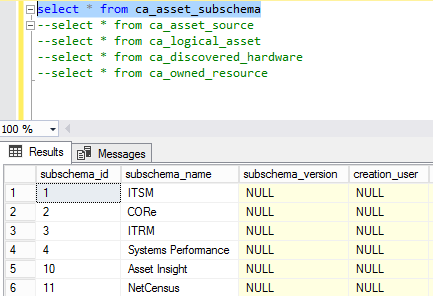 select * from ca_asset_subschema
--select * from ca_asset_source
--select * from ca_logical_asset
--select * from ca_discovered_hardware
--select * from ca_owned_resource
100 %
Results Messages
subschema_id subschema_name subschema_version creation_user
1 1 ITSM NULL NULL
2 2 CORe NULL NULL
3 3 ITRM NULL NULL
4 4 Systems Performance NULL NULL
5 10 Asset Insight NULL NULL
6 11 NetCensus NULL NULL